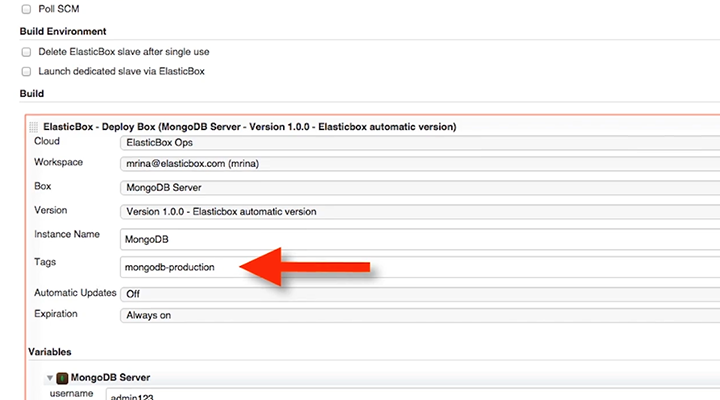 Poll SCM
Build Environment
Delete ElasticBox slave after single use
Launch dedicated slave via ElasticBox
Build
ElasticBox - Deploy Box (MongoDB Server - Version 1.0.0 - Elasticbox automatic version)
Cloud ElasticBox Ops
Workspace mrina@elasticbox.com (mrina)
Box MongoDB Server
Version Version 1.0.0 - Elasticbox automatic version
Instance Name MongoDB
Tags mongodb-production
Automatic Updates Off
Expiration Always on
Variables
MongoDB Server
username admin123